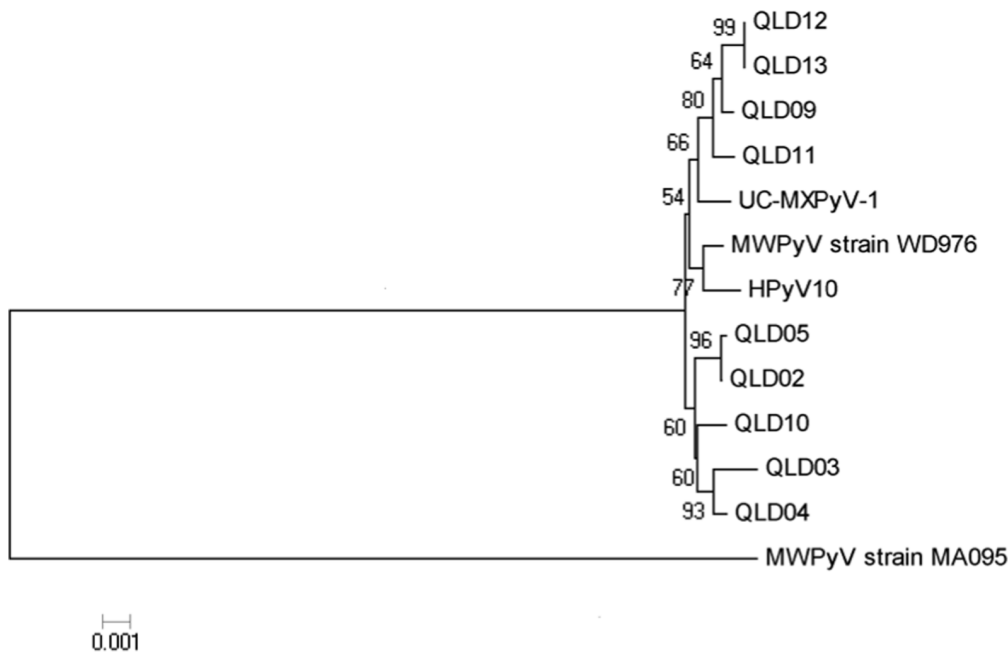 99
QLD12
64
QLD13
80
QLD09
66
QLD11
54
UC-MXPyV-1
MWPyV strain WD976
77
HPyV10
96
QLD05
QLD02
60
QLD10
60
QLD03
93
QLD04
MWPyV strain MA095
0.001